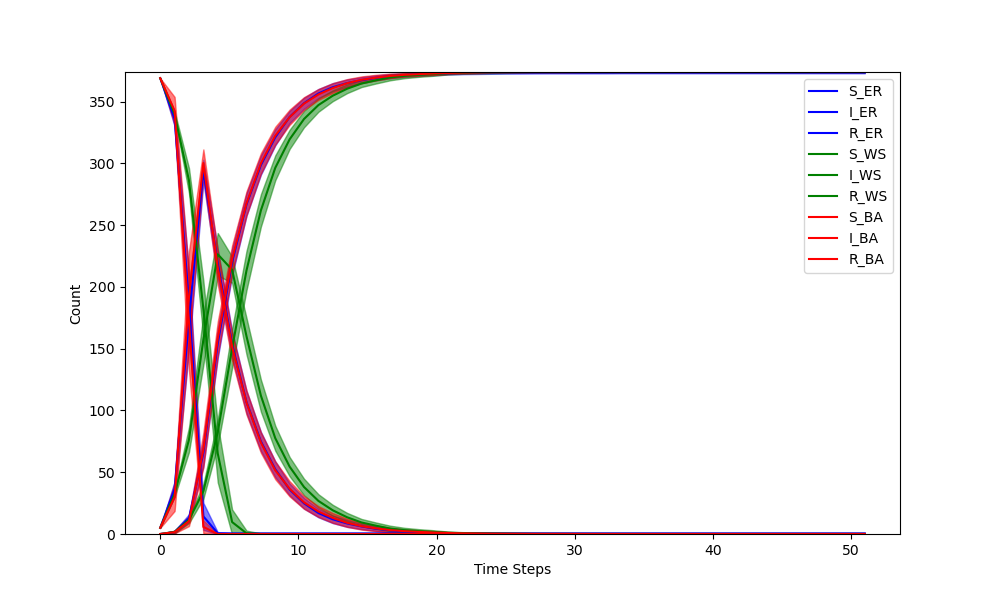 350
300
250
200
150
100
50
0
Count
0 10 20 30 40 50
Time Steps
S_ER
I_ER
R_ER
S_WS
I_WS
R_WS
S_BA
I_BA
R_BA